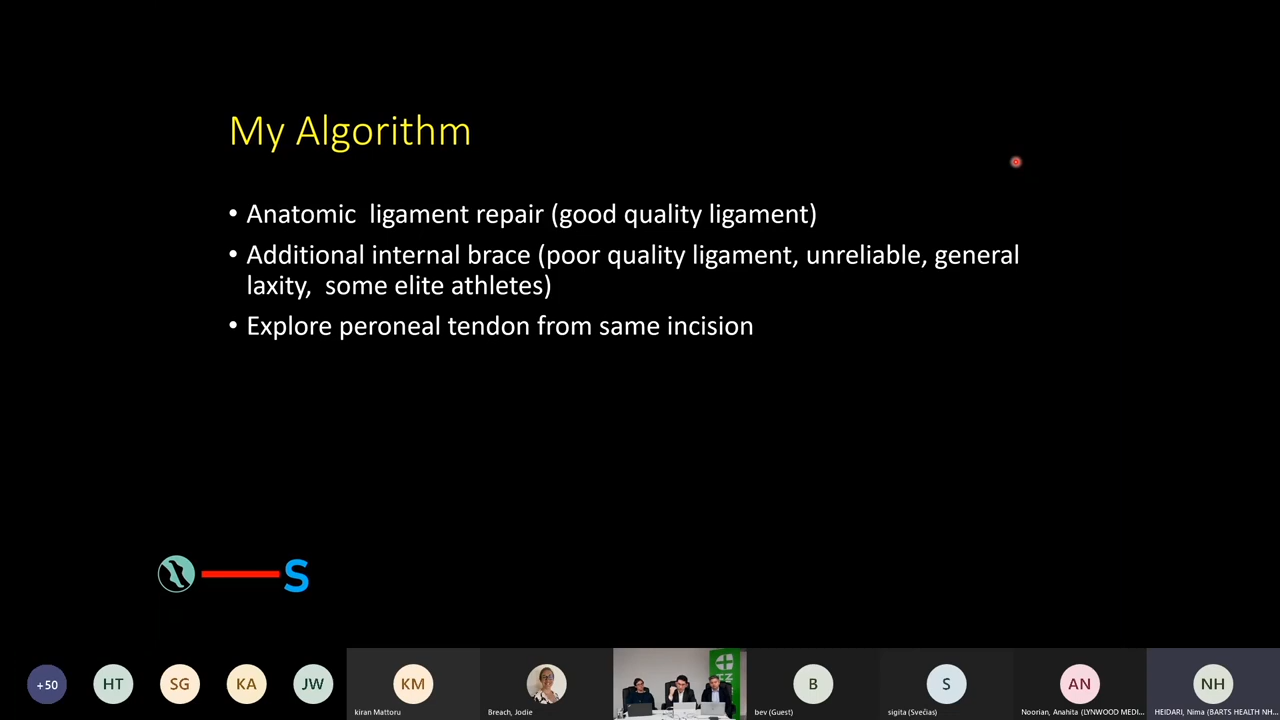 My Algorithm
• Anatomic ligament repair (good quality ligament)
• Additional internal brace (poor quality ligament, unreliable, general
laxity, some elite athletes)
• Explore peroneal tendon from same incision
S
+50
HT
SG
KA
JW
KM
B
S
AN
NH
kiran Mattoru
Breach, Jodie
bev (Guest)
sigita (Svečias)
Noorian, Anahita (LYNWOOD MEDI...
HEIDARI, Nima (BARTS HEALTH NH...